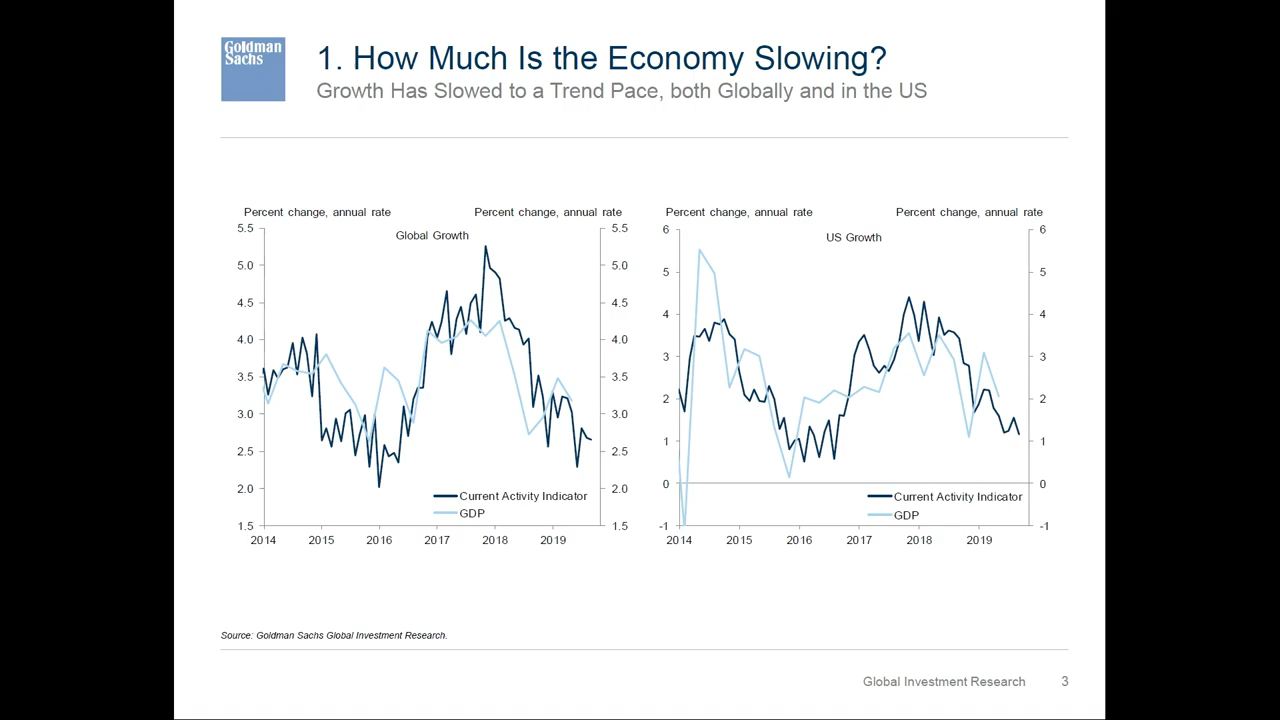 Goldman
Sachs
1. How Much Is the Economy Slowing?
Growth Has Slowed to a Trend Pace, both Globally and in the US
Percent change, annual rate
Percent change, annual rate
Global Growth
5.5
5.0
4.5
4.0
3.5
3.0
2.5
2.0
1.5
5.5
5.0
4.5
4.0
3.5
3.0
2.5
2.0
1.5
Current Activity Indicator
GDP
2014 2015 2016 2017 2018 2019
Percent change, annual rate
Percent change, annual rate
US Growth
6
5
4
3
2
1
0
-1
6
5
4
3
2
1
0
-1
Current Activity Indicator
GDP
2014 2015 2016 2017 2018 2019
Source: Goldman Sachs Global Investment Research.
Global Investment Research 3